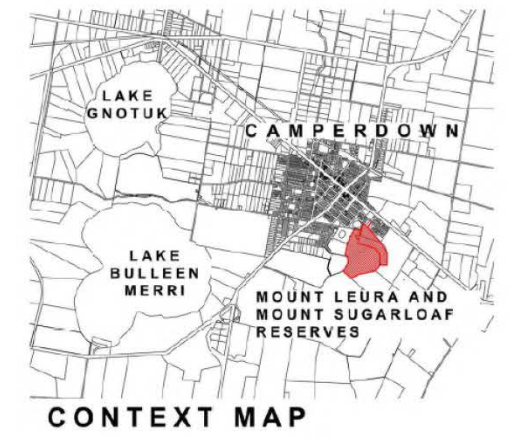 LAKE
GNOTUK
CAMPERDOWN
LAKE
BULLEEN
MERRI
MOUNT LEURA AND
MOUNT SUGARLOAF
RESERVES
CONTEXT MAP